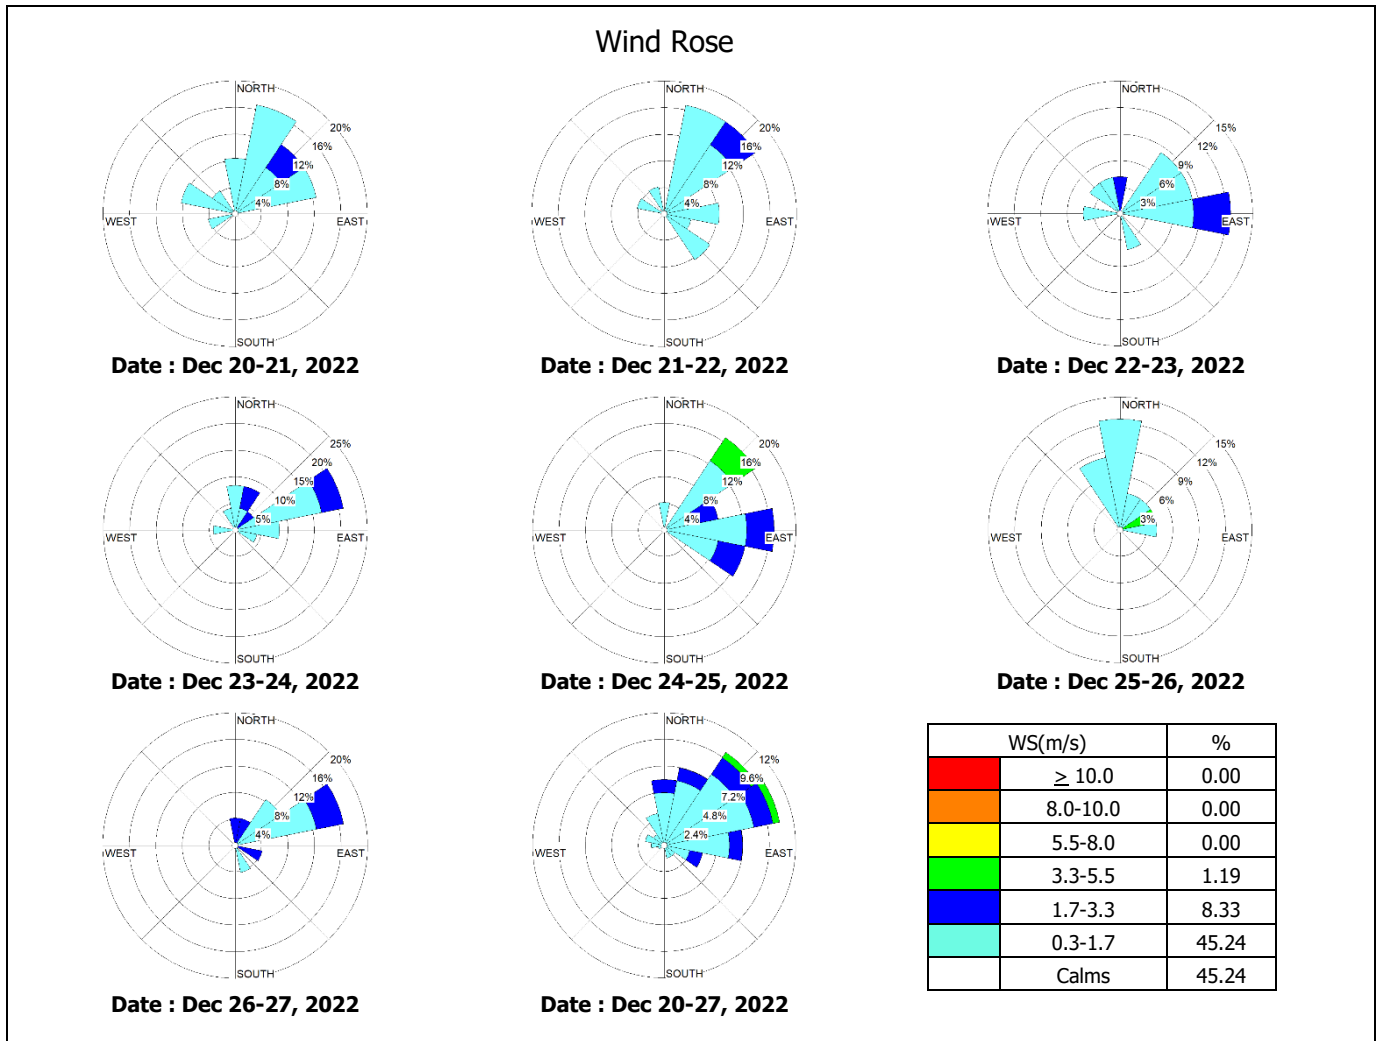 Wind Rose
NORTH
20%
16%
12%
8%
4%
WEST
EAST
SOUTH
Date : Dec 20-21, 2022
NORTH
20%
16%
12%
8%
4%
WEST
EAST
SOUTH
Date : Dec 21-22, 2022
NORTH
15%
12%
9%
6%
3%
WEST
EAST
SOUTH
Date : Dec 22-23, 2022
NORTH
25%
20%
15%
10%
5%
WEST
EAST
SOUTH
Date : Dec 23-24, 2022
NORTH
20%
16%
12%
8%
4%
WEST
EAST
SOUTH
Date : Dec 24-25, 2022
NORTH
15%
12%
9%
6%
3%
WEST
EAST
SOUTH
Date : Dec 25-26, 2022
NORTH
20%
16%
12%
8%
4%
WEST
EAST
SOUTH
Date : Dec 26-27, 2022
NORTH
12%
9.6%
7.2%
4.8%
2.4%
WEST
EAST
SOUTH
Date : Dec 20-27, 2022
WS(m/s) %
≥ 10.0 0.00
8.0-10.0 0.00
5.5-8.0 0.00
3.3-5.5 1.19
1.7-3.3 8.33
0.3-1.7 45.24
Calms 45.24